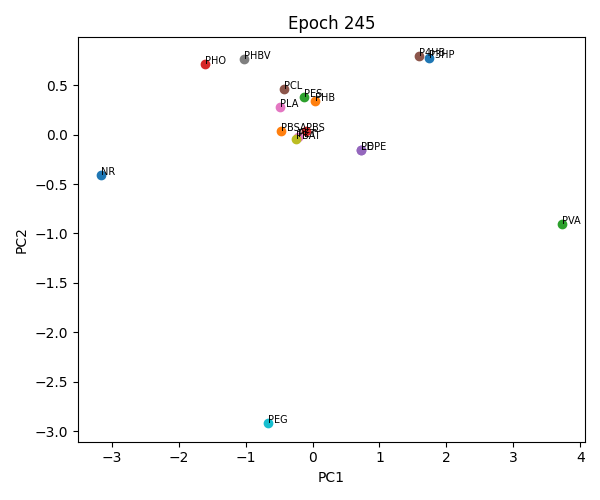 Epoch 245
P4HB
P3HP
PHO
PHBV
PCL
PES
PHB
PLA
PBSA
PBS
PBAT
NR
PVA
PEG
0.5
0.0
−0.5
−1.0
−1.5
−2.0
−2.5
−3.0
PC2
−3 −2 −1 0 1 2 3 4
PC1